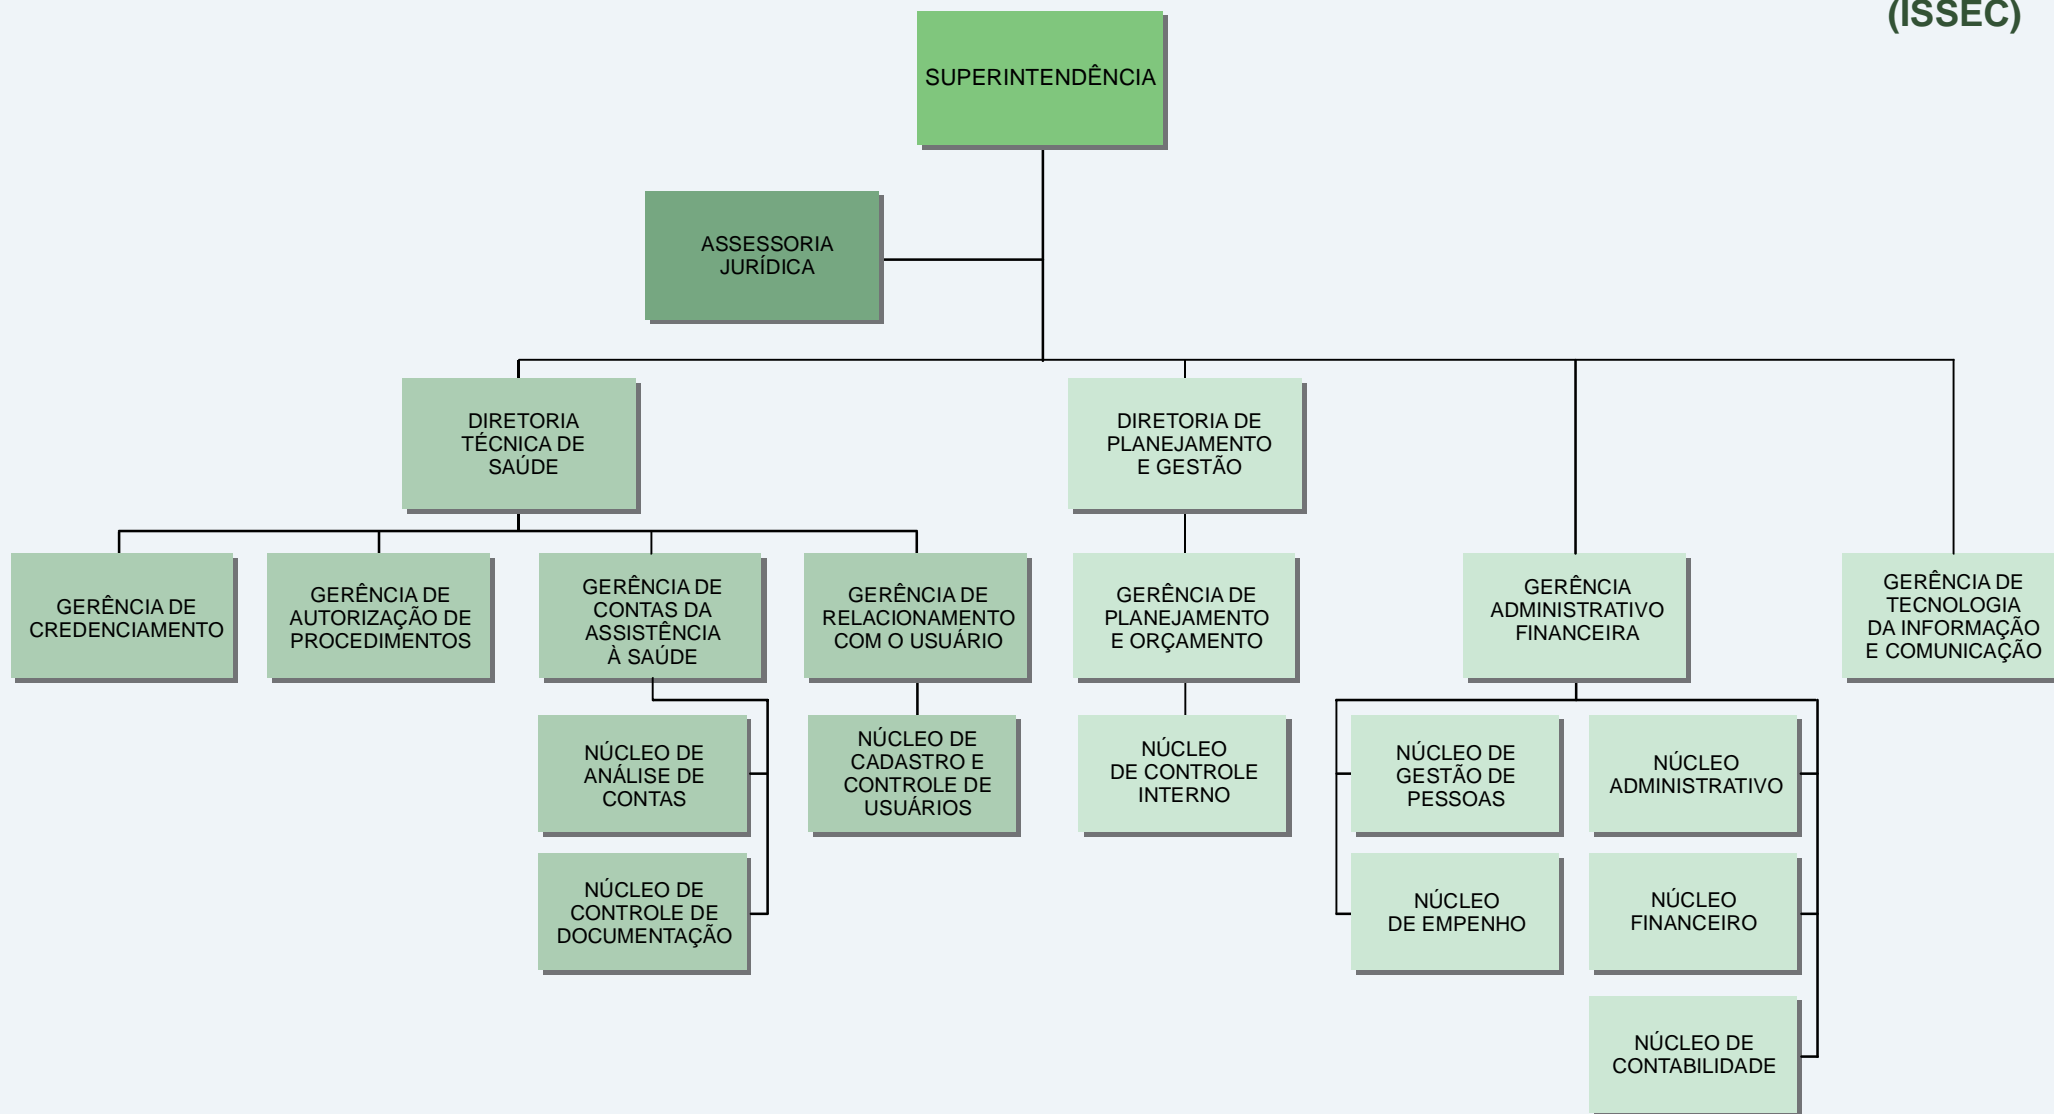 (ISSEC)
SUPERINTENDÊNCIA
ASSESSORIA
JURÍDICA
DIRETORIA
TÉCNICA DE
SAÚDE
DIRETORIA DE
PLANEJAMENTO
E GESTÃO
GERÊNCIA DE
CREDENCIAMENTO
GERÊNCIA DE
AUTORIZAÇÃO DE
PROCEDIMENTOS
GERÊNCIA DE
CONTAS DA
ASSISTÊNCIA
À SAÚDE
GERÊNCIA DE
RELACIONAMENTO
COM O USUÁRIO
GERÊNCIA DE
PLANEJAMENTO
E ORÇAMENTO
GERÊNCIA
ADMINISTRATIVO
FINANCEIRA
GERÊNCIA DE
TECNOLOGIA
DA INFORMAÇÃO
E COMUNICAÇÃO
NÚCLEO DE
ANÁLISE DE
CONTAS
NÚCLEO DE
CADASTRO E
CONTROLE DE
USUÁRIOS
NÚCLEO
DE CONTROLE
INTERNO
NÚCLEO DE
GESTÃO DE
PESSOAS
NÚCLEO
ADMINISTRATIVO
NÚCLEO DE
CONTROLE DE
DOCUMENTAÇÃO
NÚCLEO
DE EMPENHO
NÚCLEO
FINANCEIRO
NÚCLEO DE
CONTABILIDADE